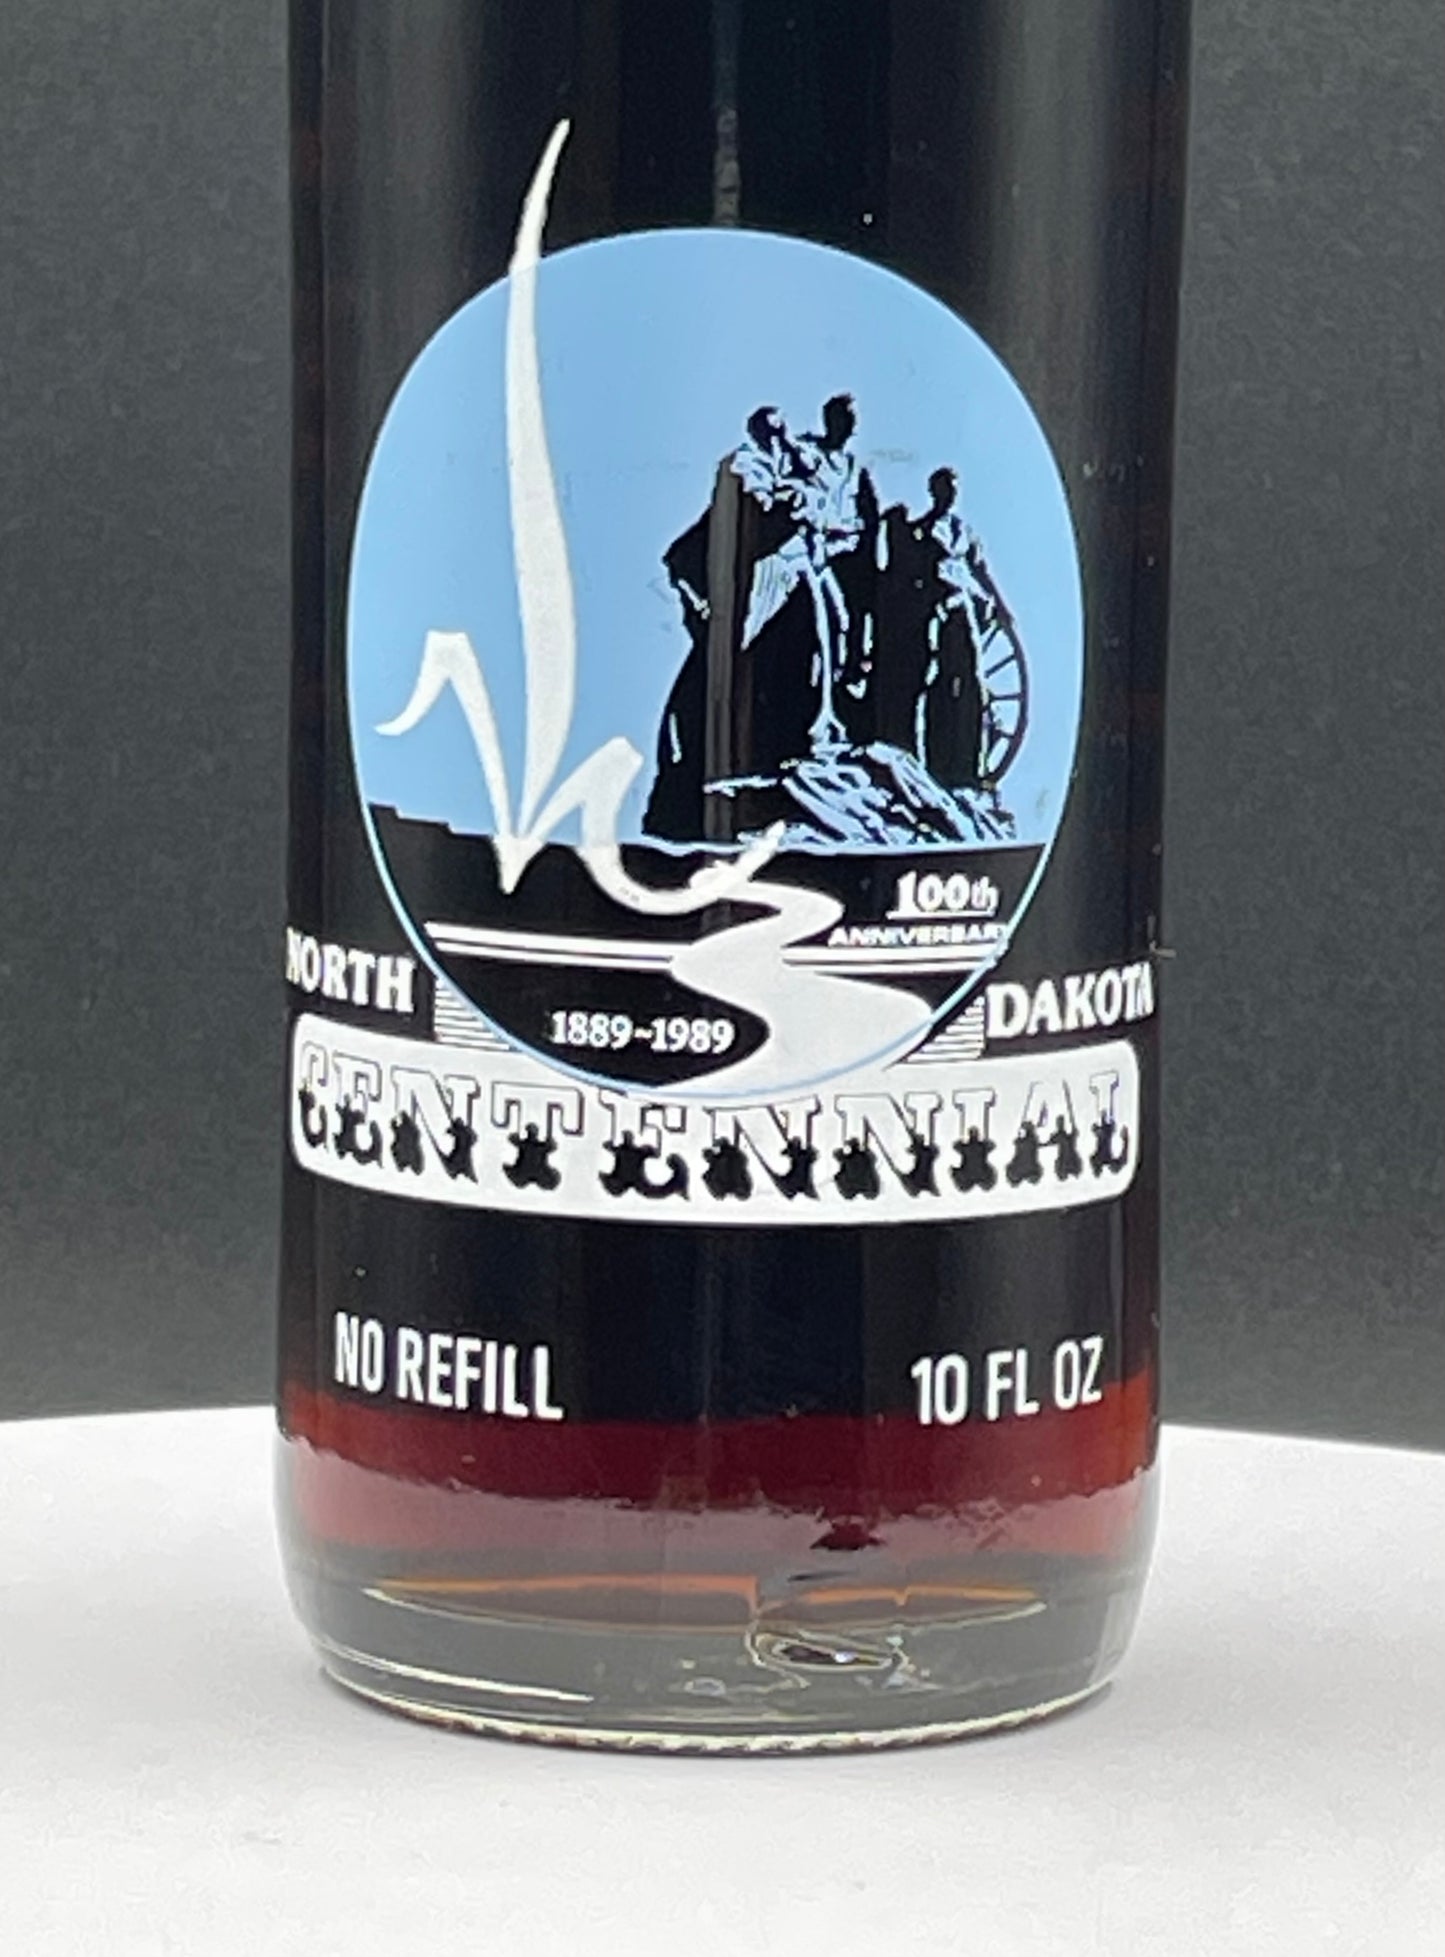 100th
ANNIVERSARY
NORTH DAKOTA
1889~1989
CENTENNIAL
NO REFILL 10 FL OZ